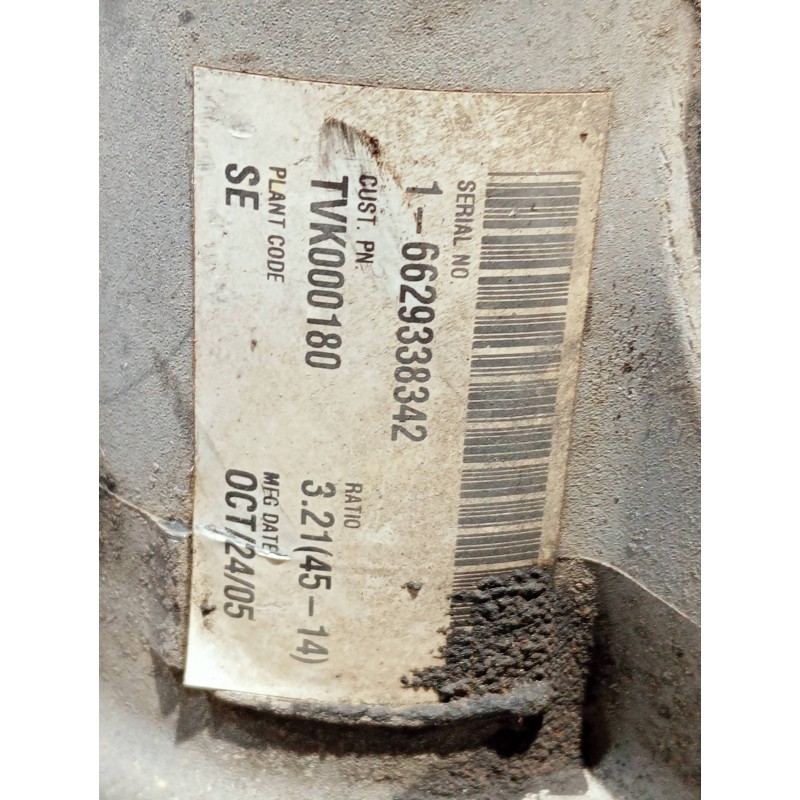 SERIAL NO.
1-6629338342
CUST. PN RATIO
TVK000180 3.21(45-14)
PLANT CODE MFG DATE
SE OCT/24/05